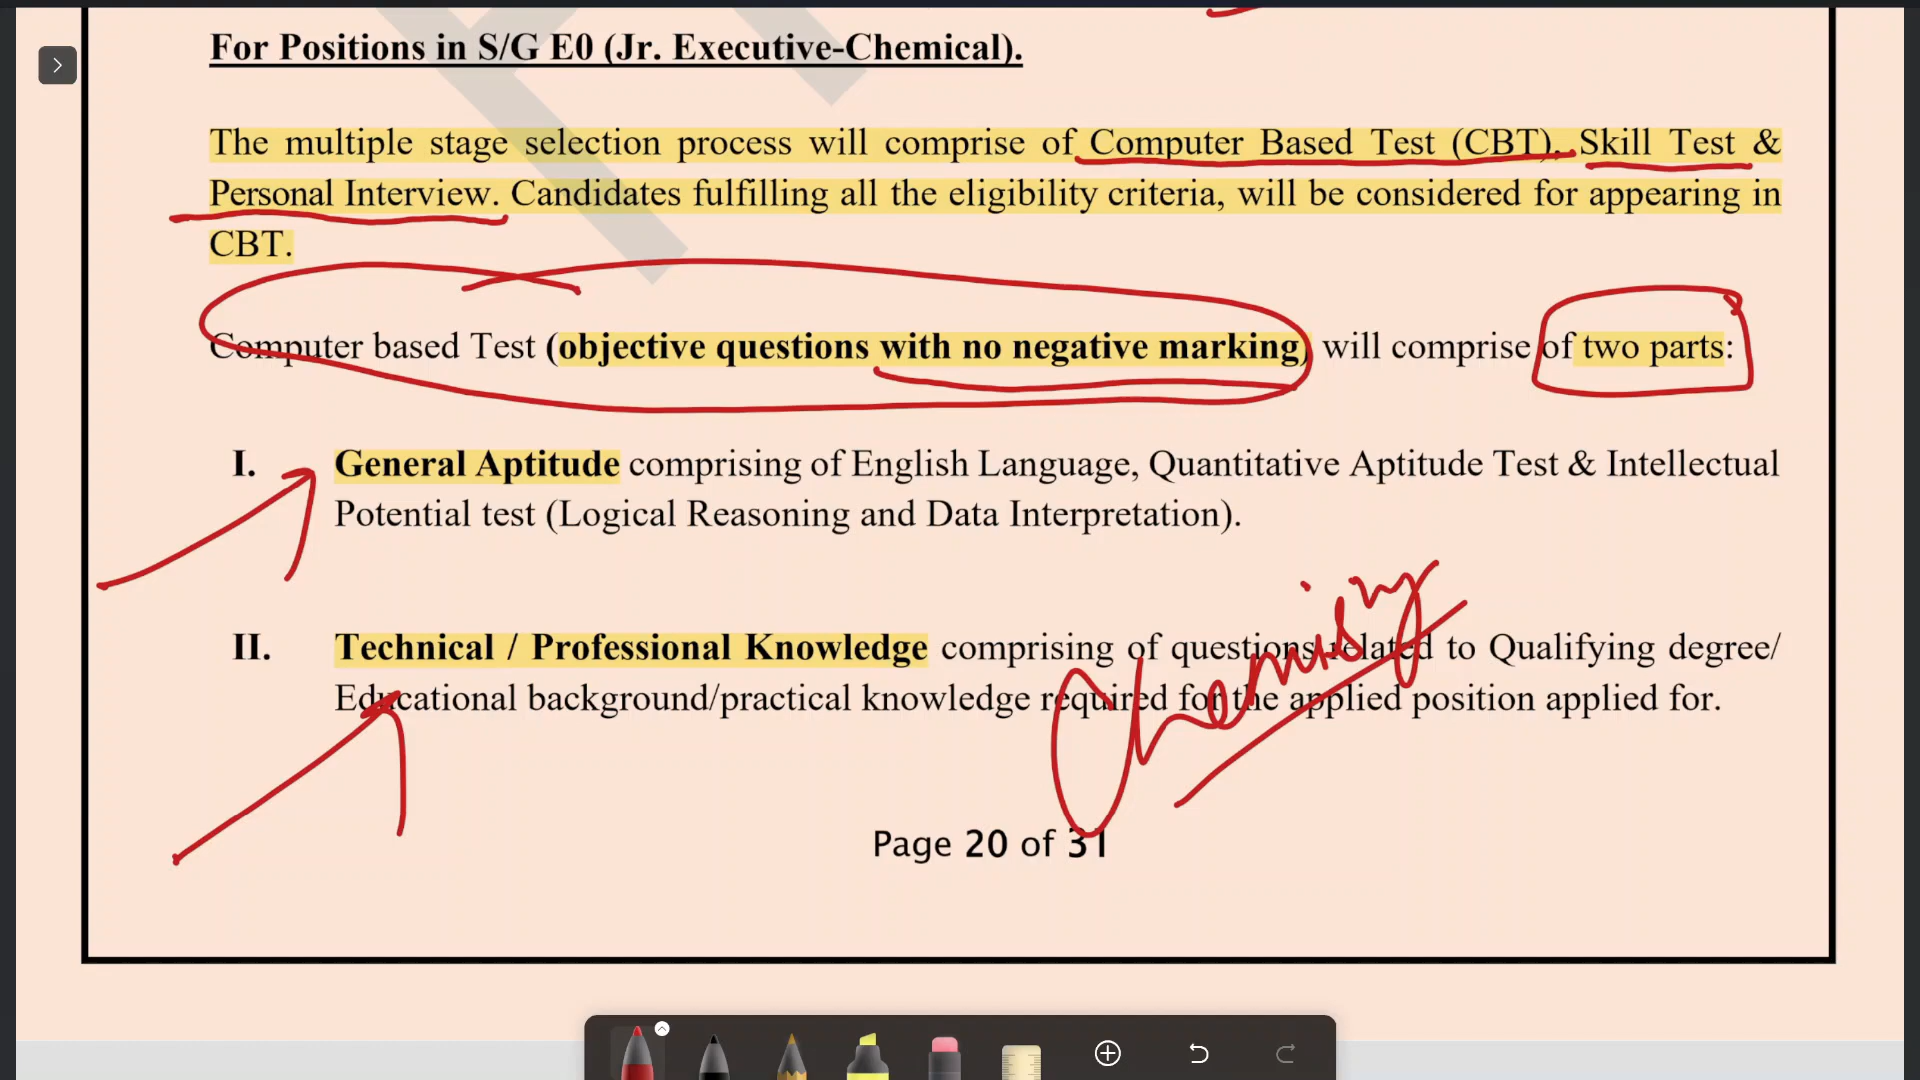 For Positions in S/G E0 (Jr. Executive-Chemical).
The multiple stage selection process will comprise of Computer Based Test (CBT), Skill Test &
Personal Interview. Candidates fulfilling all the eligibility criteria, will be considered for appearing in
CBT.
Computer based Test (objective questions with no negative marking) will comprise of two parts:
I. General Aptitude comprising of English Language, Quantitative Aptitude Test & Intellectual
Potential test (Logical Reasoning and Data Interpretation).
II. Technical / Professional Knowledge comprising of questions related to Qualifying degree/
Educational background/practical knowledge required for the applied position applied for.
Page 20 of 31